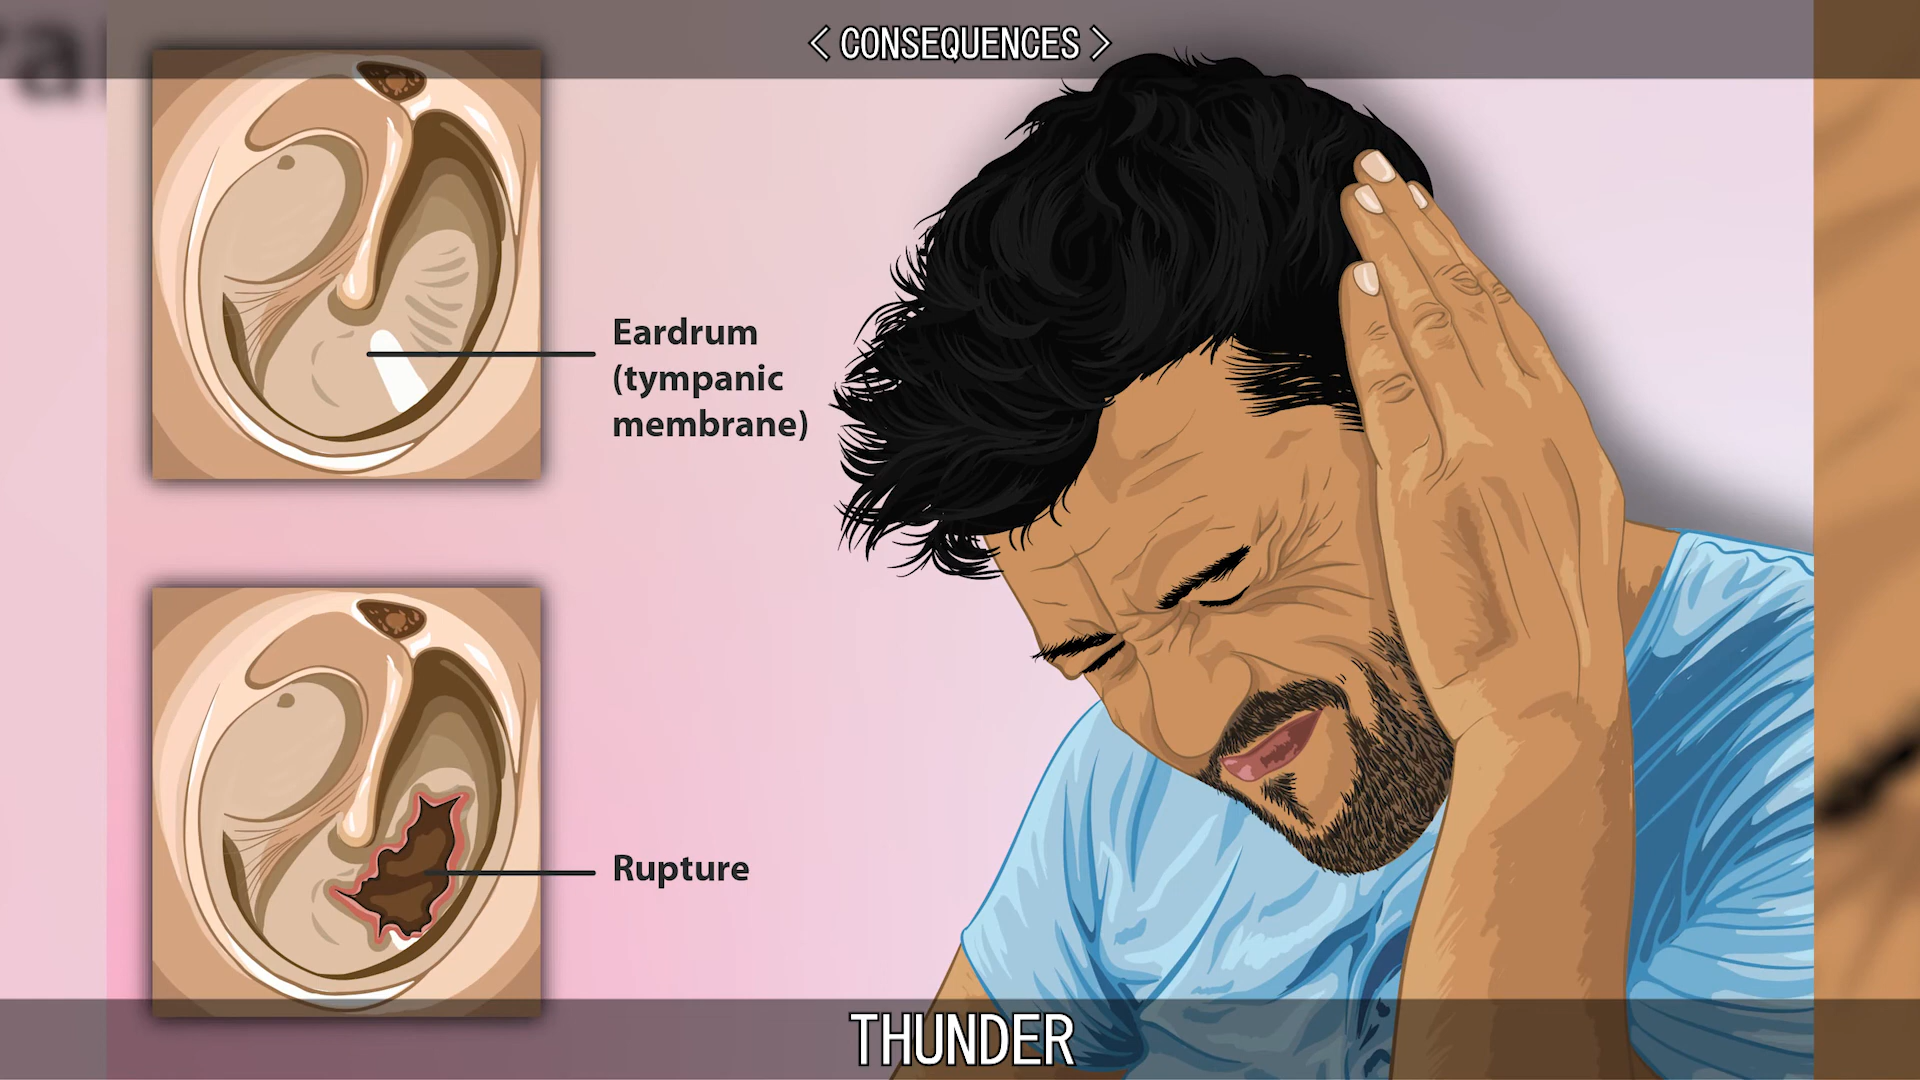 < CONSEQUENCES >
Eardrum
(tympanic
membrane)
Rupture
THUNDER